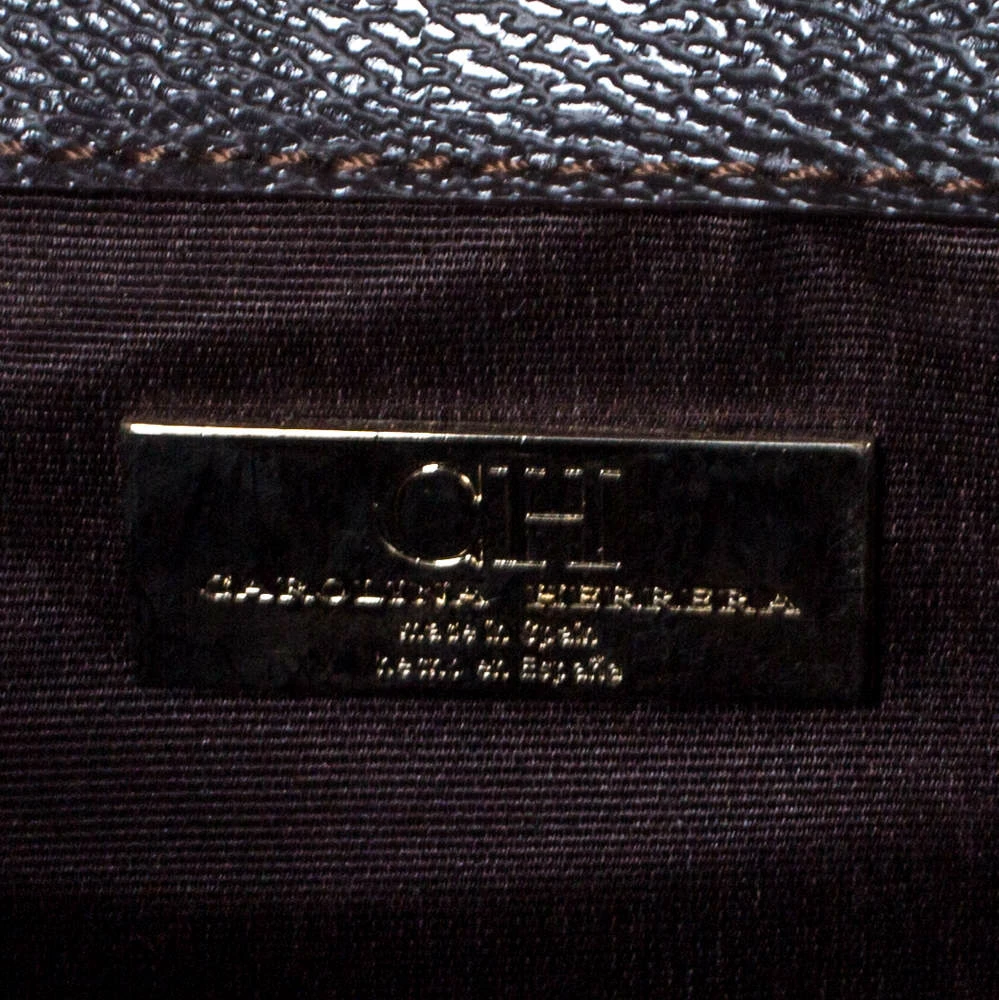 CH
CAROLINA HERRERA
made in Spain
hecho en España